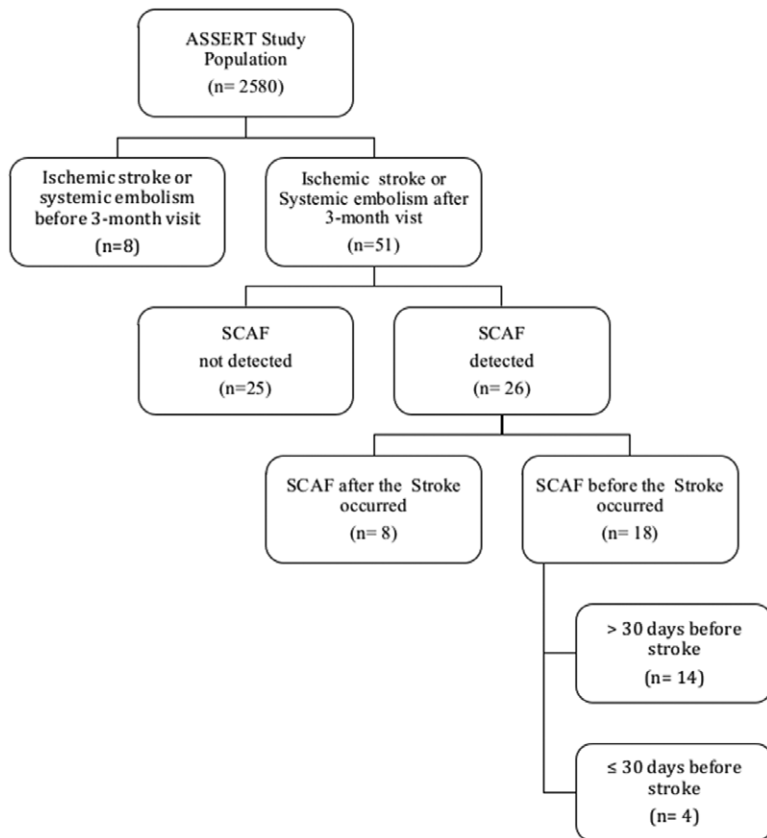 ASSERT Study
Population
(n= 2580)
Ischemic stroke or
systemic embolism
before 3-month visit
(n=8)
Ischemic stroke or
Systemic embolism after
3-month vist
(n=51)
SCAF
not detected
(n=25)
SCAF
detected
(n= 26)
SCAF after the Stroke
occurred
(n= 8)
SCAF before the Stroke
occurred
(n= 18)
> 30 days before
stroke
(n= 14)
≤ 30 days before
stroke
(n= 4)